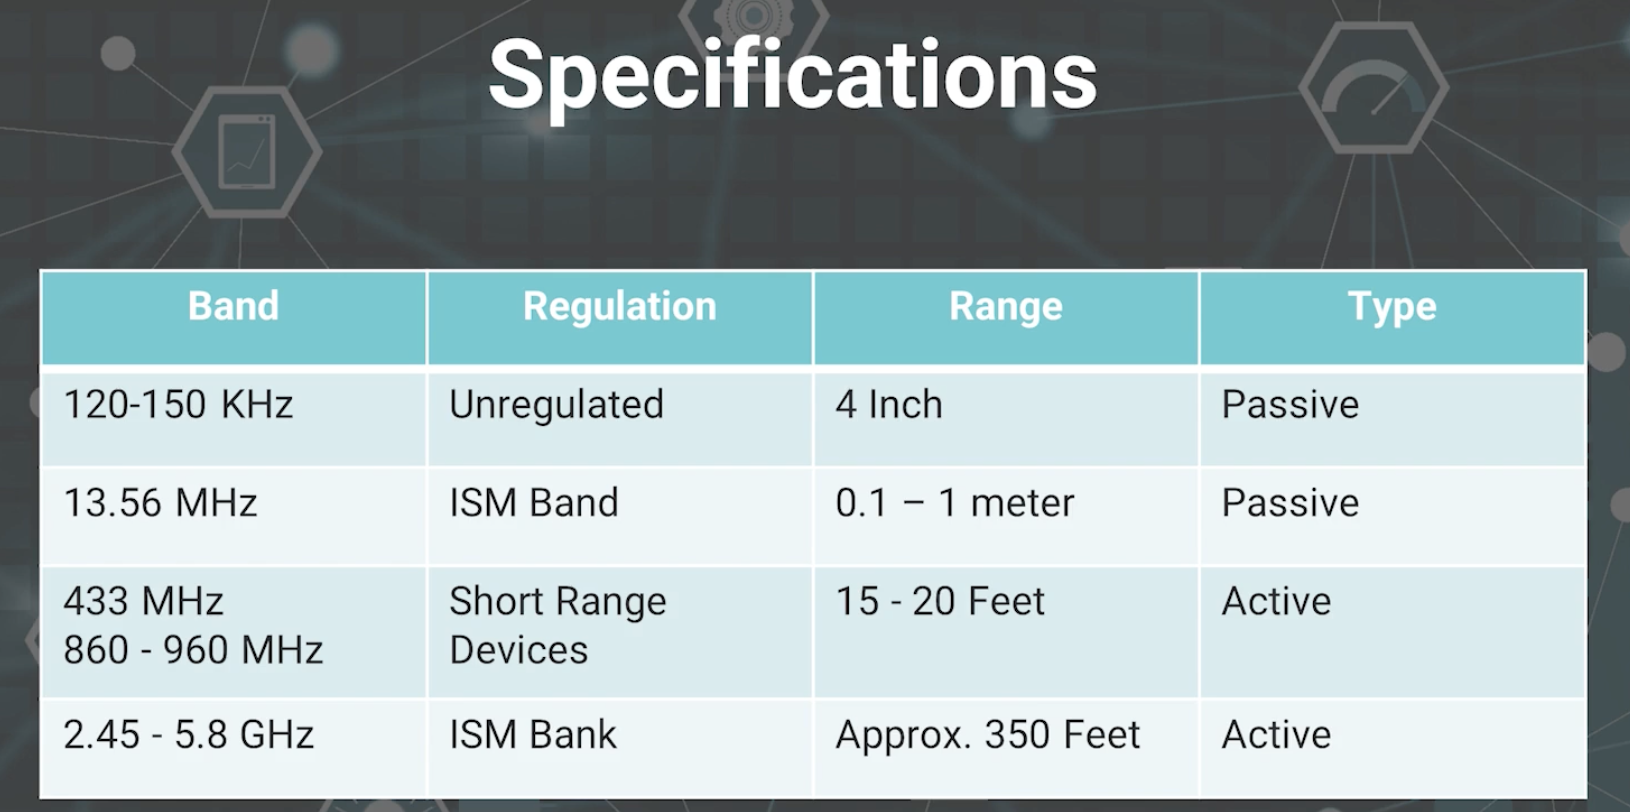 Specifications
Band Regulation Range Type
120-150 KHz Unregulated 4 Inch Passive
13.56 MHz ISM Band 0.1 – 1 meter Passive
433 MHz Short Range 15 - 20 Feet Active
860 - 960 MHz Devices
2.45 - 5.8 GHz ISM Bank Approx. 350 Feet Active